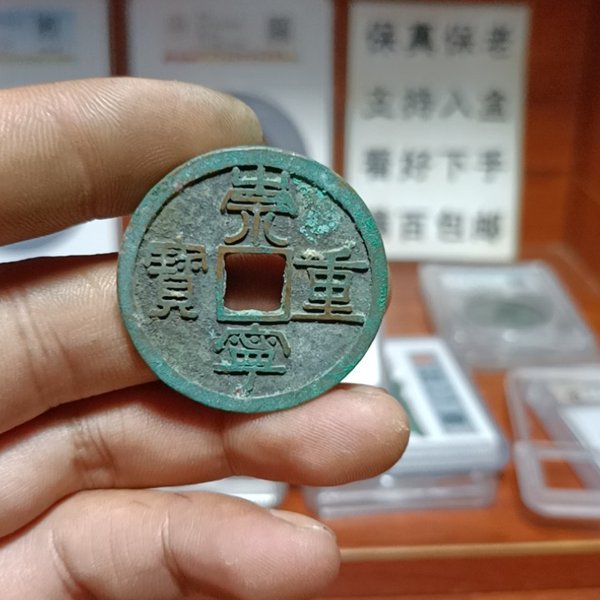 崇寧重寶
保真保老
支持入盒
看好下手
满百包邮